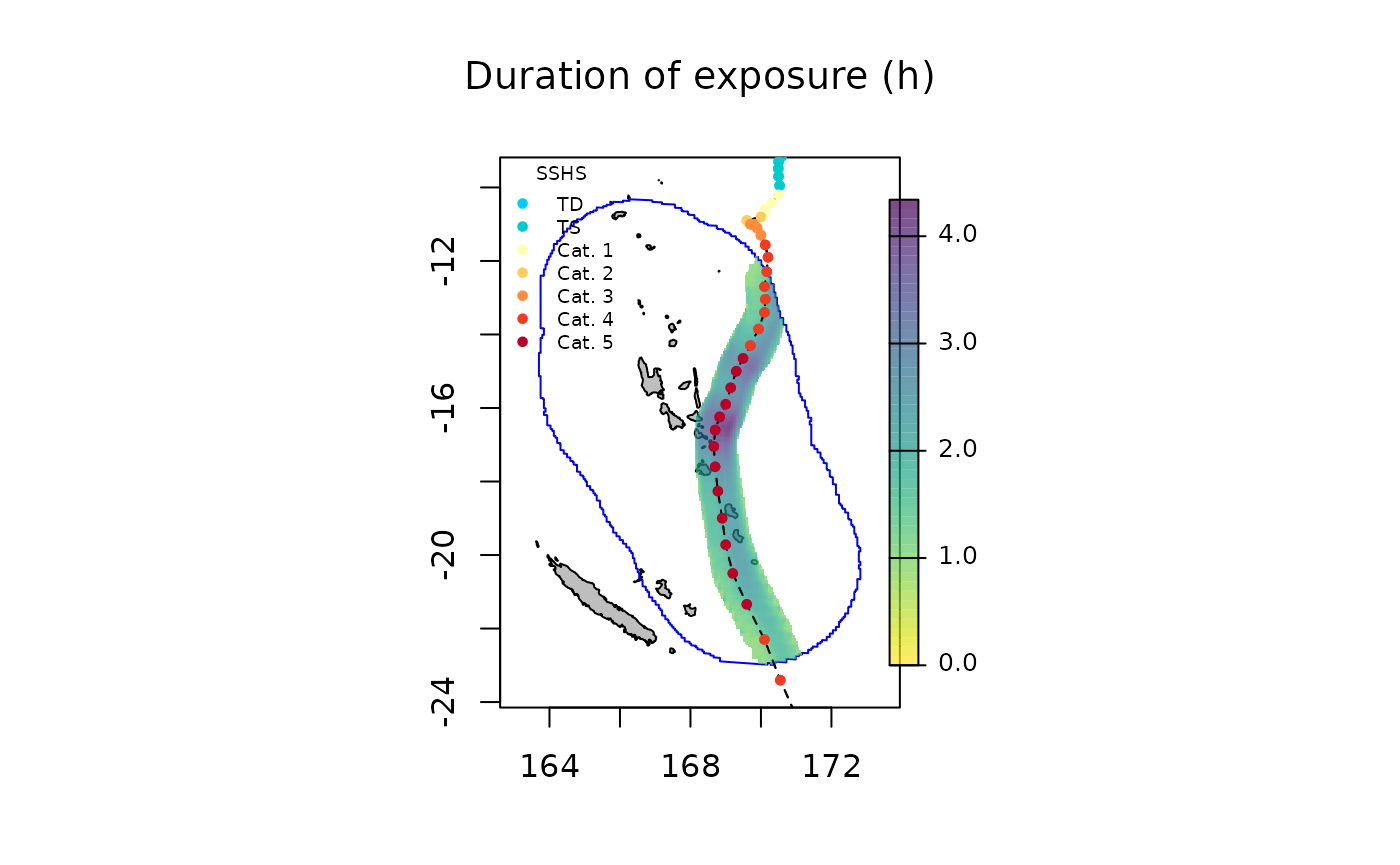 Duration of exposure (h)
SSHS
TD
TS
Cat. 1
Cat. 2
Cat. 3
Cat. 4
Cat. 5
-12
-16
-20
-24
164 168 172
4.0
3.0
2.0
1.0
0.0